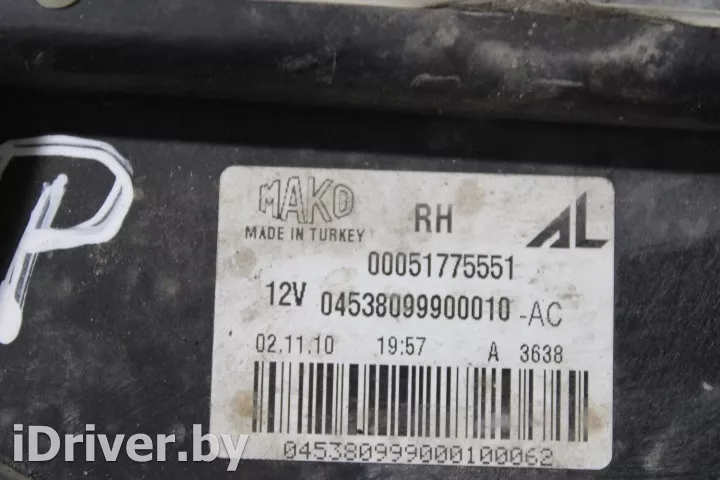 P
MAKO
RH
AL
MADE IN TURKEY
00051775551
12V 04538099900010 -AC
02.11.10 19:57 A 3638
045380999000100062
iDriver.by